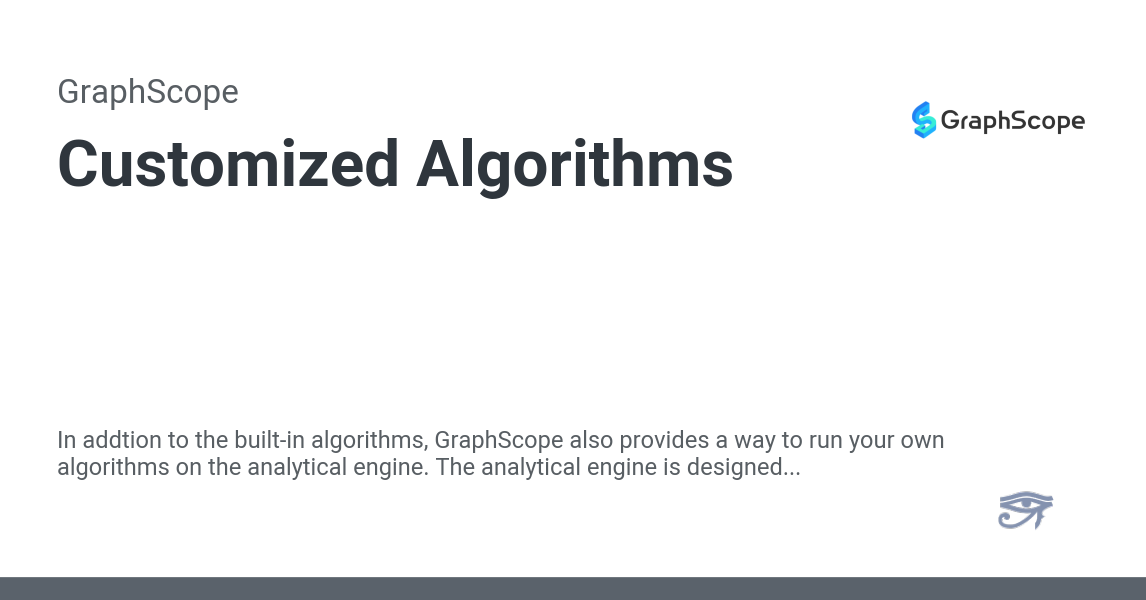 GraphScope
GraphScope
Customized Algorithms
In addtion to the built-in algorithms, GraphScope also provides a way to run your own
algorithms on the analytical engine. The analytical engine is designed...